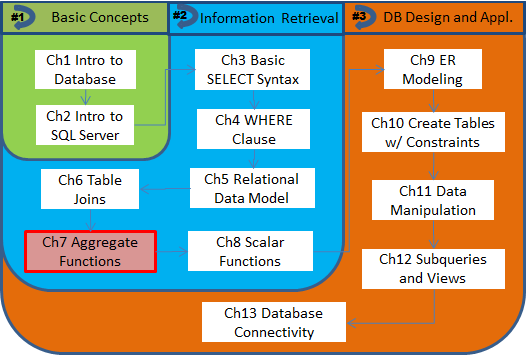 #1 Basic Concepts
#2 Information Retrieval
#3 DB Design and Appl.
Ch1 Intro to
Database
Ch2 Intro to
SQL Server
Ch3 Basic
SELECT Syntax
Ch4 WHERE
Clause
Ch5 Relational
Data Model
Ch6 Table
Joins
Ch7 Aggregate
Functions
Ch8 Scalar
Functions
Ch9 ER
Modeling
Ch10 Create Tables
w/ Constraints
Ch11 Data
Manipulation
Ch12 Subqueries
and Views
Ch13 Database
Connectivity